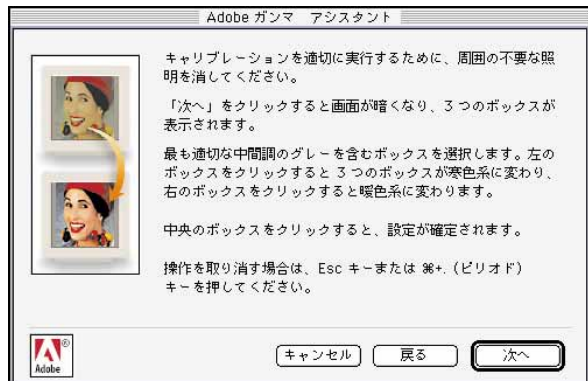 Adobe ガンマ アシスタント
キャリブレーションを適切に実行するために、周囲の不要な照
明を消してください。
「次へ」をクリックすると画面が暗くなり、3 つのボックスが
表示されます。
最も適切な中間調のグレーを含むボックスを選択します。左の
ボックスをクリックすると 3 つのボックスが寒色系に変わり、
右のボックスをクリックすると暖色系に変わります。
中央のボックスをクリックすると、設定が確定されます。
操作を取り消す場合は、Esc キーまたは ⌘+. (ピリオド)
キーを押してください。
Adobe
キャンセル 戻る 次へ